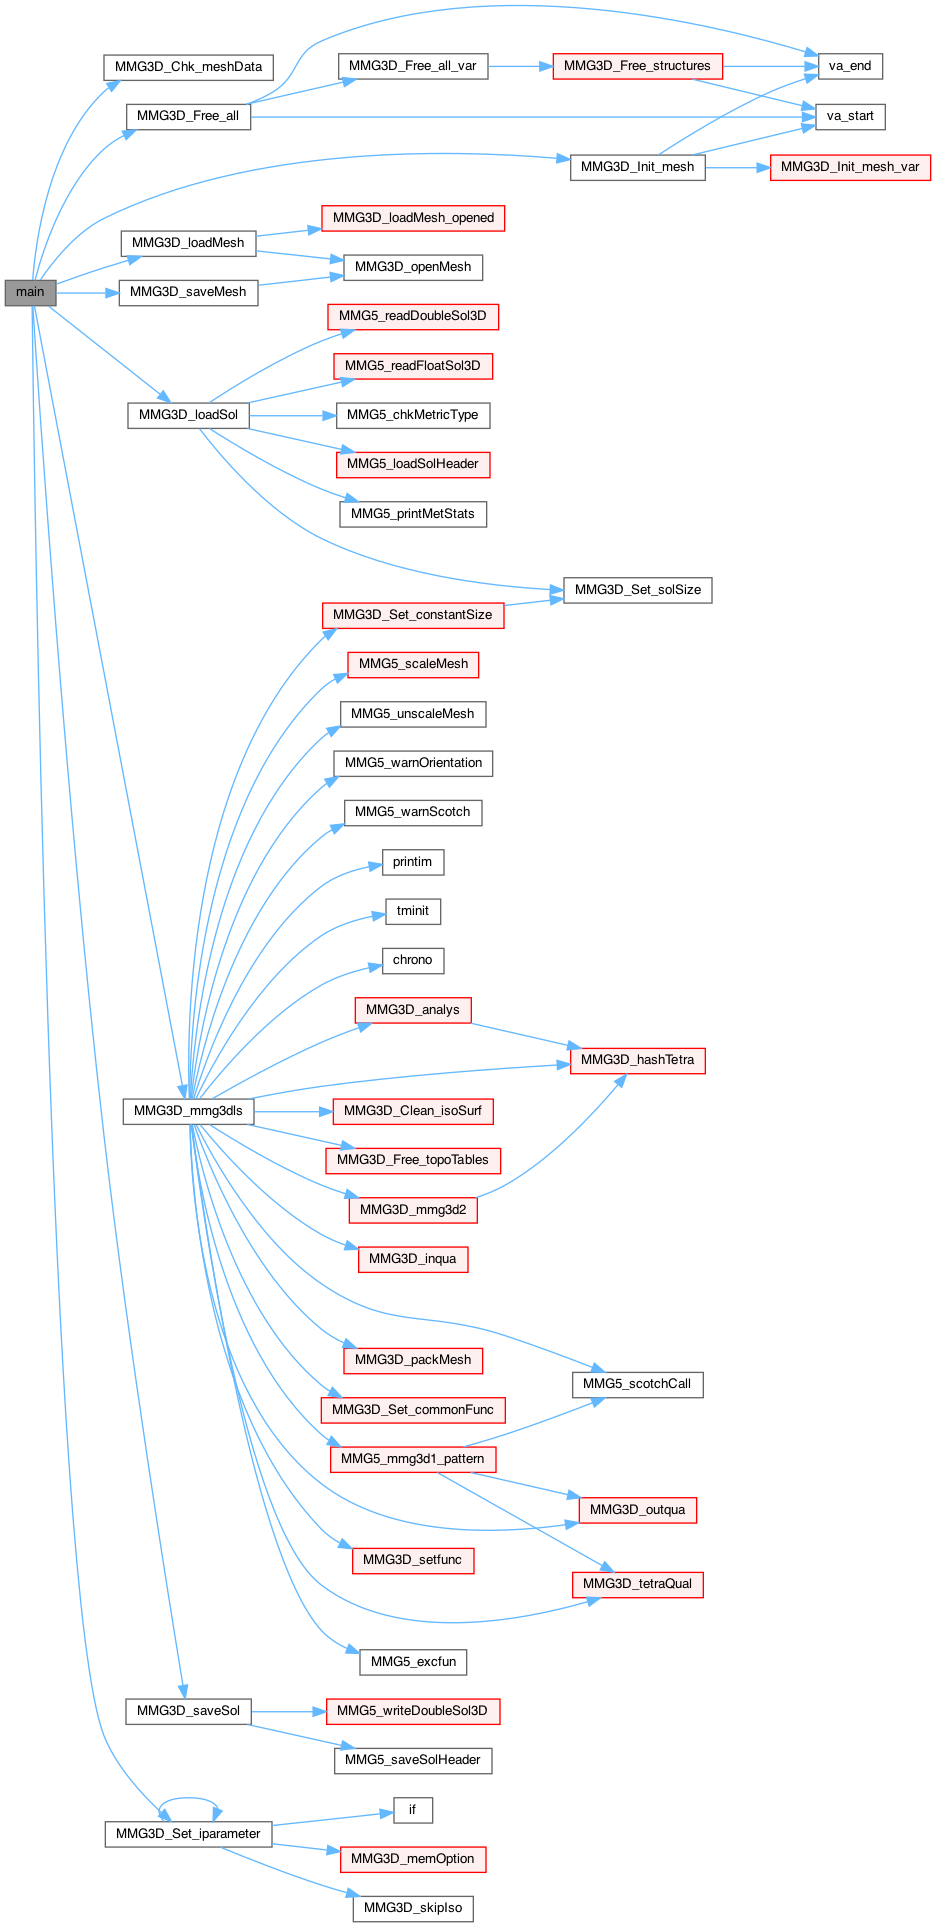 MMG3D_Chk_meshData
MMG3D_Free_all_var
MMG3D_Free_structures
va_end
MMG3D_Free_all
va_start
MMG3D_Init_mesh
MMG3D_Init_mesh_var
MMG3D_loadMesh_opened
MMG3D_loadMesh
MMG3D_openMesh
main
MMG3D_saveMesh
MMG5_readDoubleSol3D
MMG5_readFloatSol3D
MMG3D_loadSol
MMG5_chkMetricType
MMG5_loadSolHeader
MMG5_printMetStats
MMG3D_Set_solSize
MMG3D_Set_constantSize
MMG5_scaleMesh
MMG5_unscaleMesh
MMG5_warnOrientation
MMG5_warnScotch
printim
tminit
chrono
MMG3D_analys
MMG3D_hashTetra
MMG3D_mmg3dls
MMG3D_Clean_isoSurf
MMG3D_Free_topoTables
MMG3D_mmg3d2
MMG3D_inqua
MMG3D_packMesh
MMG5_scotchCall
MMG3D_Set_commonFunc
MMG5_mmg3d1_pattern
MMG3D_outqua
MMG3D_setfunc
MMG3D_tetraQual
MMG5_excfun
MMG3D_saveSol
MMG5_writeDoubleSol3D
MMG5_saveSolHeader
if
MMG3D_Set_iparameter
MMG3D_memOption
MMG3D_skipIso